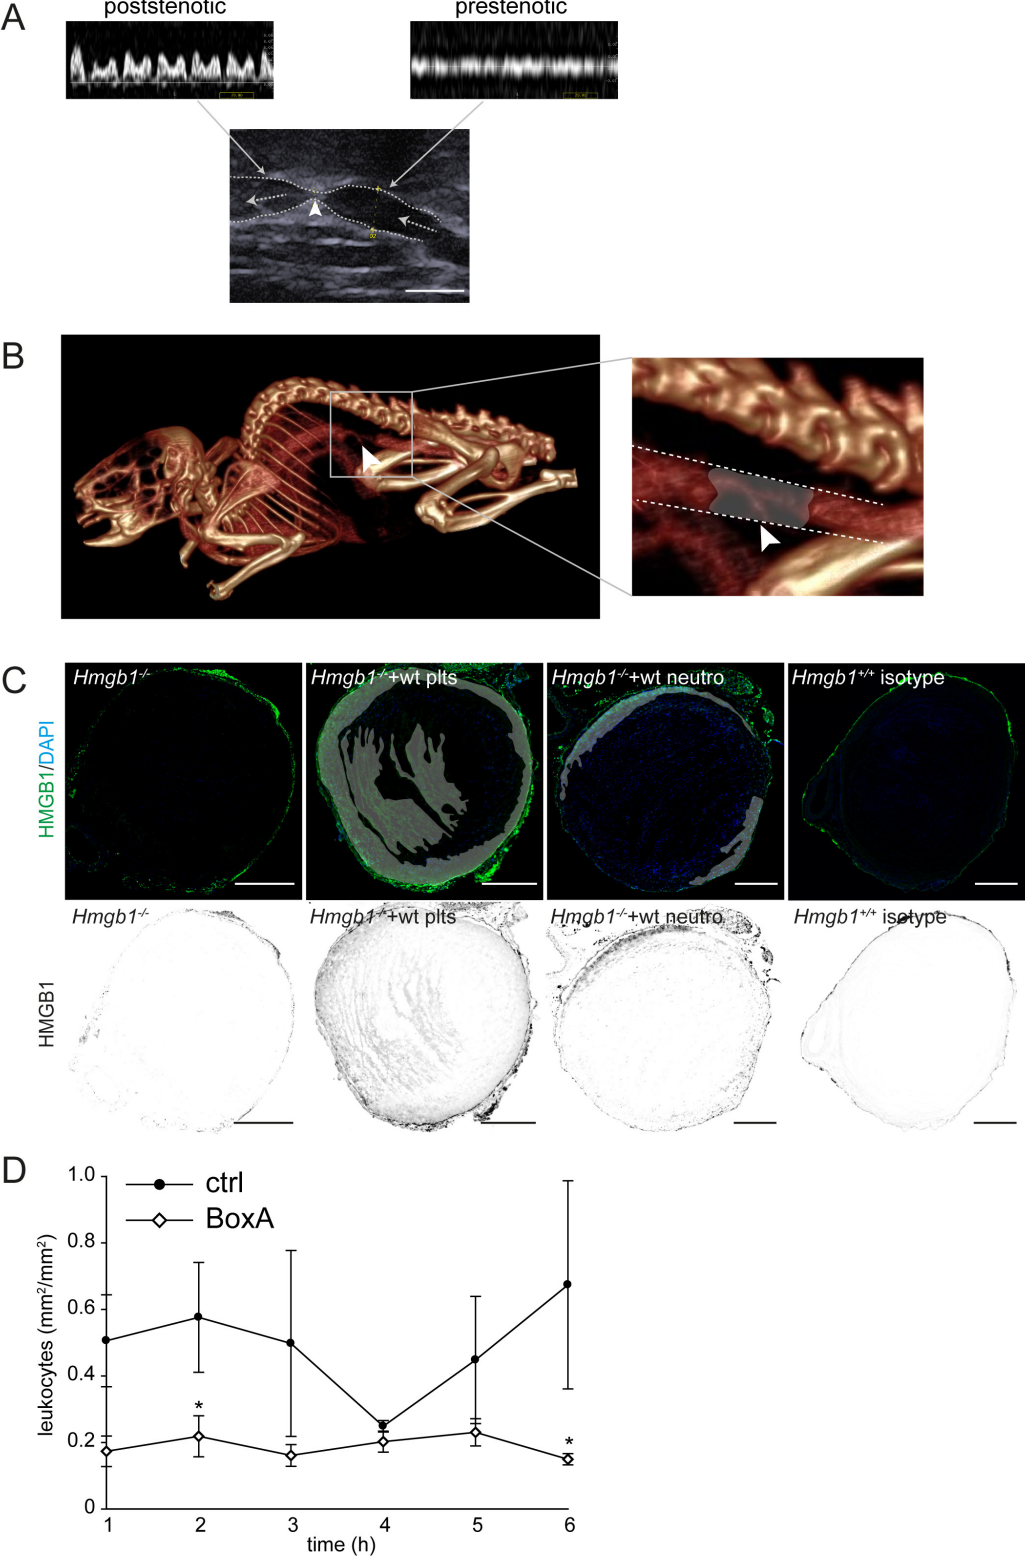 A
poststenotic
prestenotic
B
C
Hmgb1-/-
Hmgb1-/-+wt plts
Hmgb1-/-+wt neutro
Hmgb1+/+ isotype
HMGB1/DAPI
Hmgb1-/-
Hmgb1-/-+wt plts
Hmgb1-/-+wt neutro
Hmgb1+/+ isotype
HMGB1
D
1.0
0.8
0.6
0.4
0.2
0
leukocytes (mm2/mm2)
ctrl
BoxA
*
*
1 2 3 4 5 6
time (h)